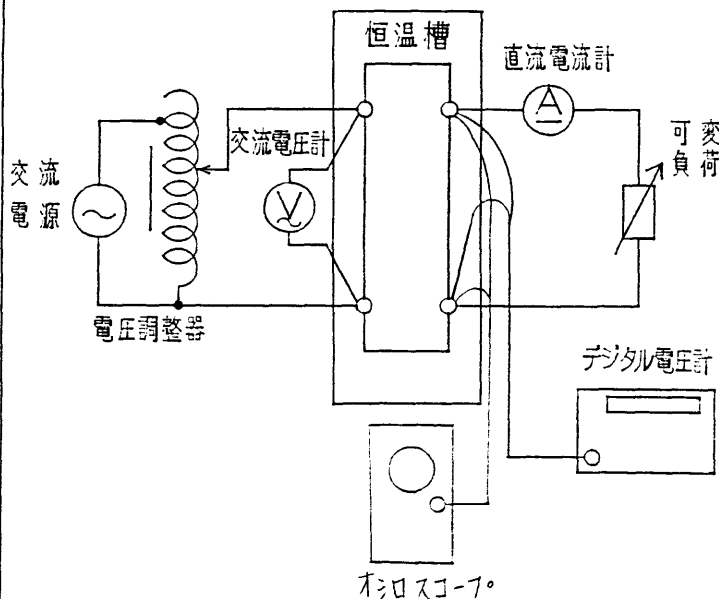 恒温槽
直流電流計
A
可変
負荷
交流電圧計
V
交流
電源
電圧調整器
デジタル電圧計
オシロスコープ